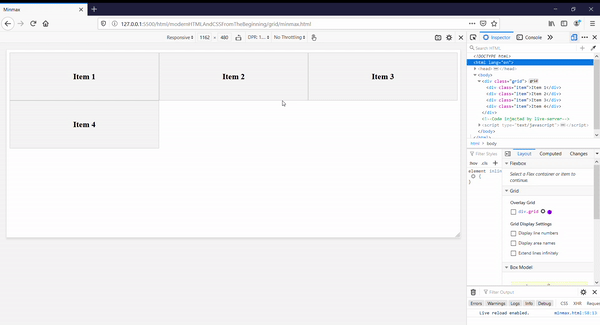 Minmax
127.0.0.1:5500/html/modernHTMLAndCSSFromTheBeginning/grid/minmax.html
Responsive
1162 × 480
DPR: 1...
No Throttling
Inspector
Console
Search HTML
Item 1
Item 2
Item 3
Item 4
<!DOCTYPE html>
<html lang="en">
<head>
<body>
<div class="grid"> grid
<div class="item">Item 1</div>
<div class="item">Item 2</div>
<div class="item">Item 3</div>
<div class="item">Item 4</div>
</div>
<!--Code injected by live-server-->
<script type="text/javascript">
</script>
</body>
</html>
html
body
Filter Styles
Layout
Computed
Changes
:hov .cls
element
inline
{
}
Flexbox
Select a Flex container or item to
continue.
Grid
Overlay Grid
div.grid
Grid Display Settings
Display line numbers
Display area names
Extend lines infinitely
Box Model
Filter Output
Errors
Warnings
Logs
Info
Debug
CSS
XHR
Live reload enabled.
minmax.html:58:13